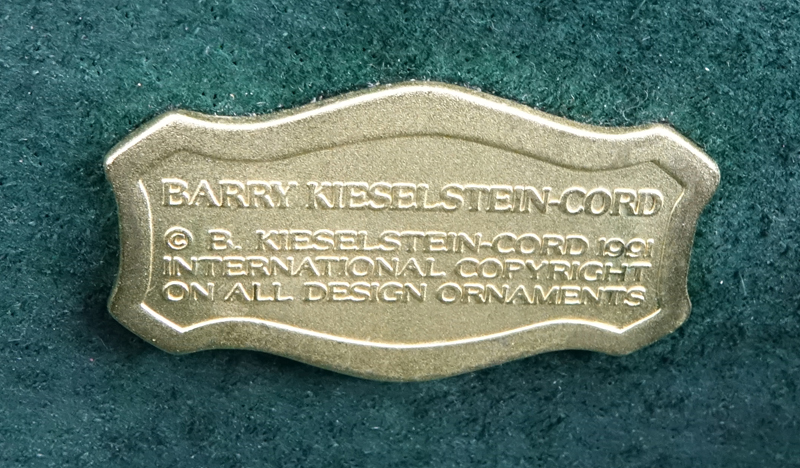 BARRY KIESELSTEIN-CORD
© B. KIESELSTEIN-CORD 1991
INTERNATIONAL COPYRIGHT
ON ALL DESIGN ORNAMENTS